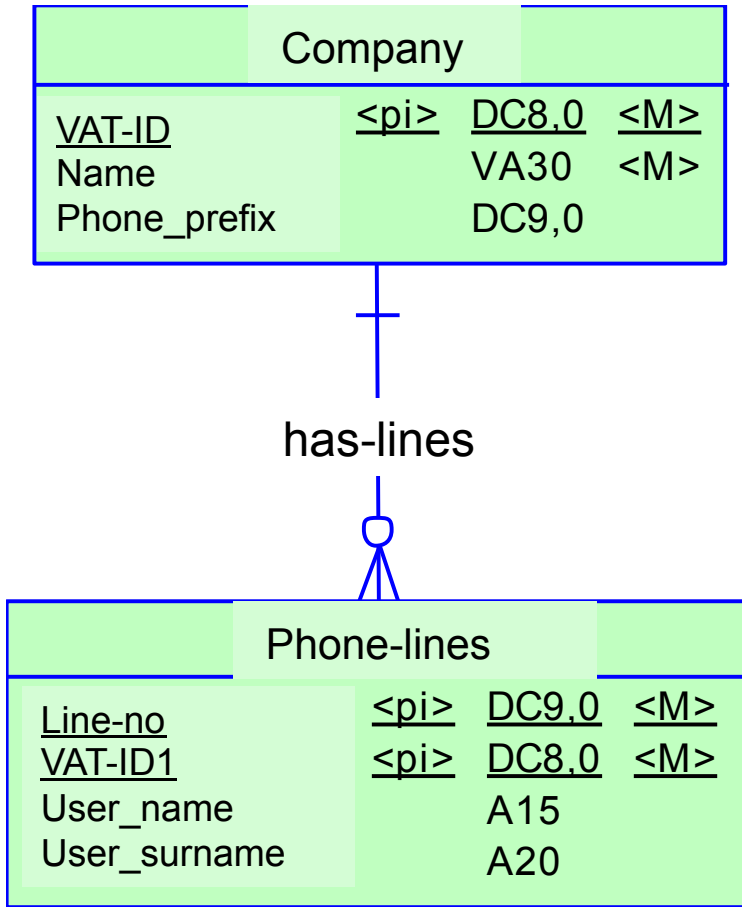 Company
VAT-ID <pi> DC8,0 <M>
Name VA30 <M>
Phone_prefix DC9,0
has-lines
Phone-lines
Line-no <pi> DC9,0 <M>
VAT-ID1 <pi> DC8,0 <M>
User_name A15
User_surname A20